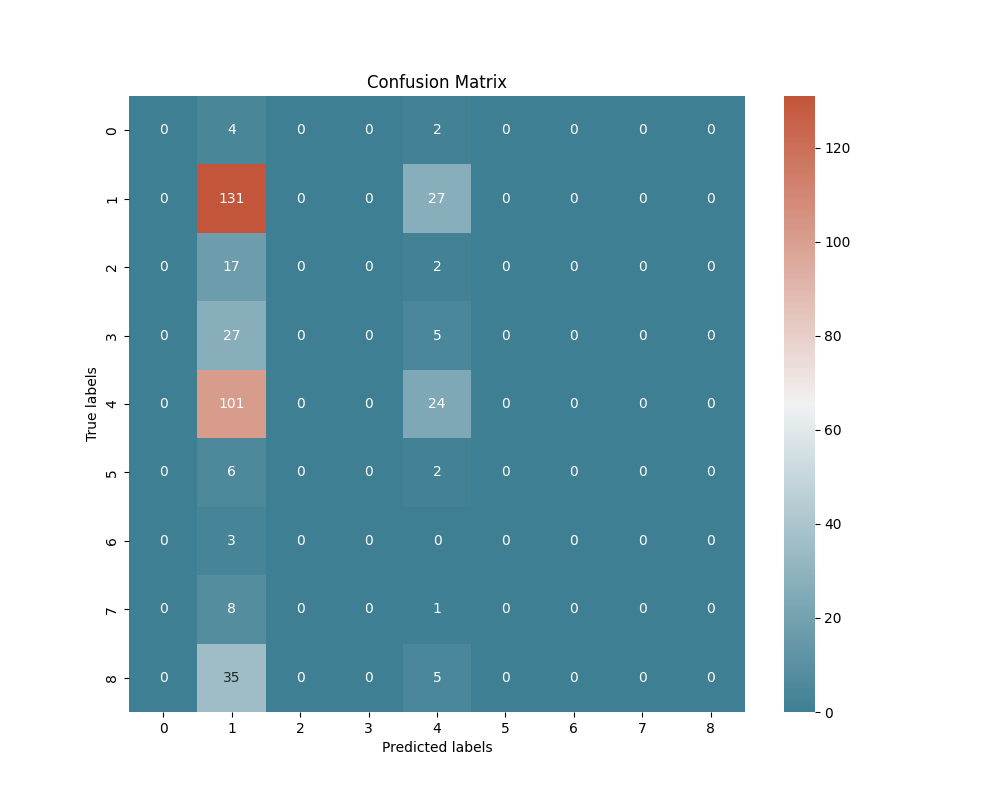 Confusion Matrix
0 0 4 0 0 2 0 0 0 0
1 0 131 0 0 27 0 0 0 0
2 0 17 0 0 2 0 0 0 0
3 0 27 0 0 5 0 0 0 0
4 0 101 0 0 24 0 0 0 0
5 0 6 0 0 2 0 0 0 0
6 0 3 0 0 0 0 0 0 0
7 0 8 0 0 1 0 0 0 0
8 0 35 0 0 5 0 0 0 0
0 1 2 3 4 5 6 7 8
Predicted labels
True labels
120
100
80
60
40
20
0